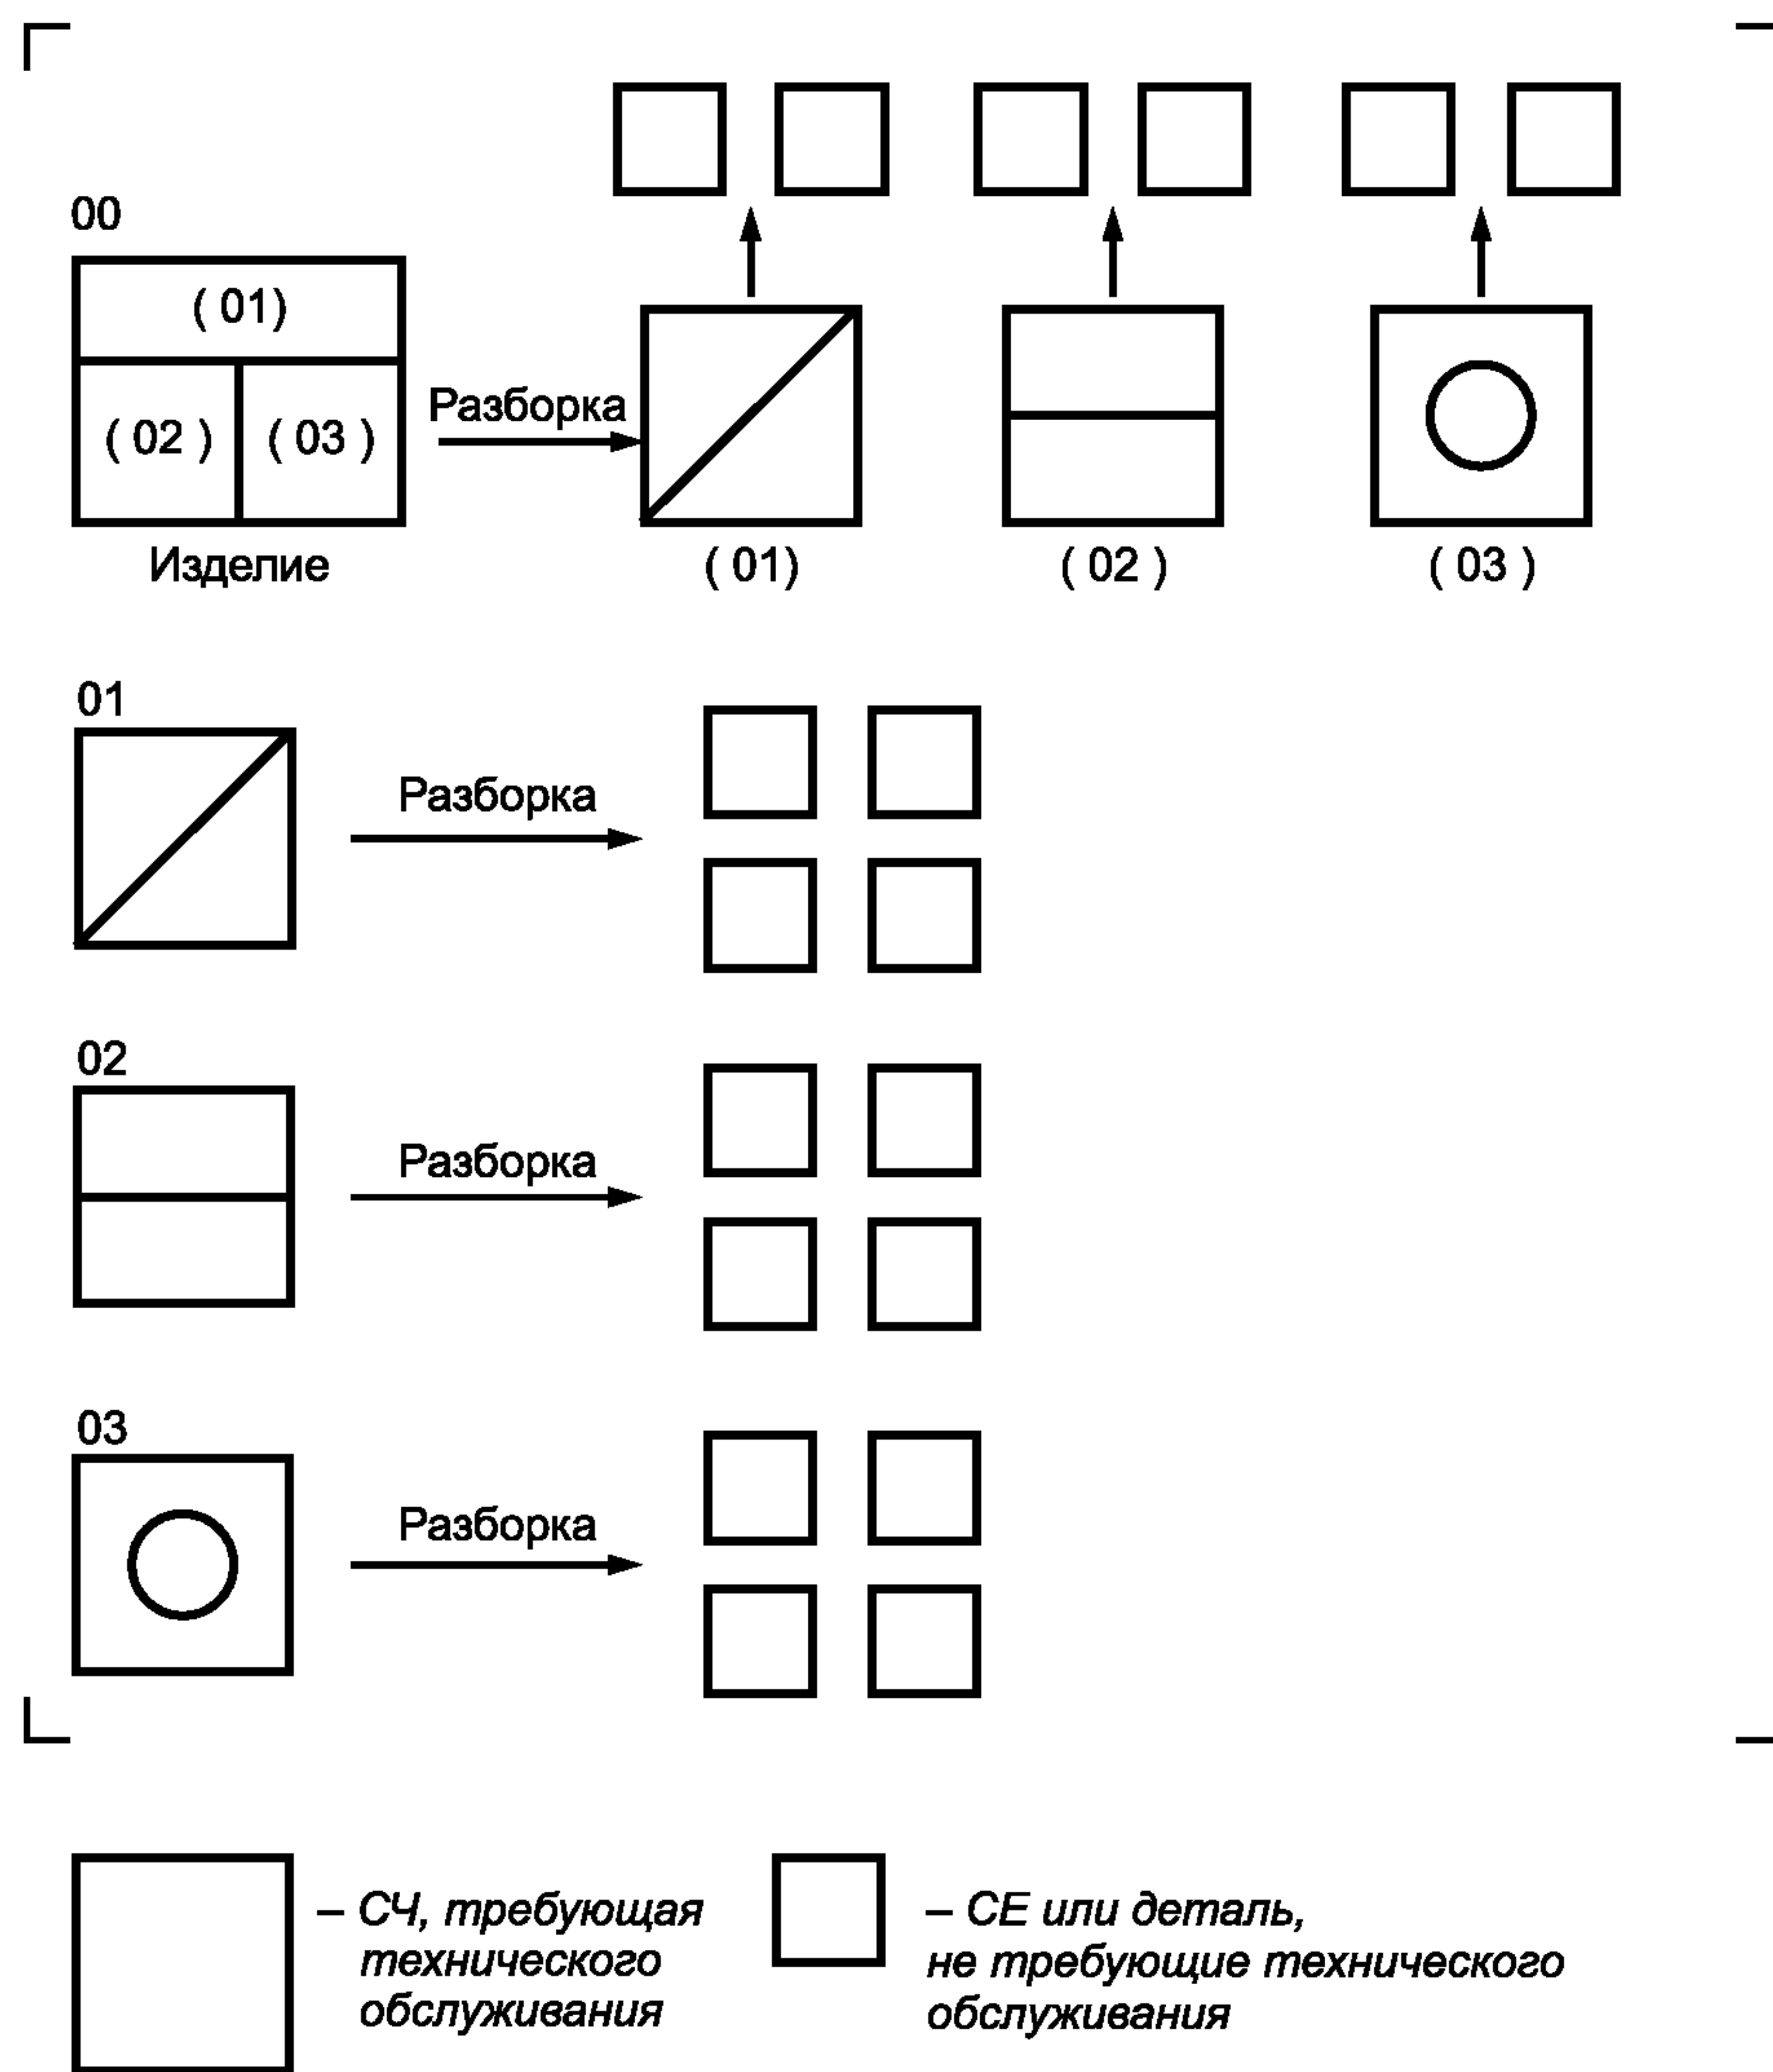 00
( 01)
( 02 ) ( 03 )
Разборка
Изделие
( 01)
( 02 )
( 03 )
01
Разборка
02
Разборка
03
Разборка
– СЧ, требующая
технического
обслуживания
– СЕ или деталь,
не требующие технического
обслуживания